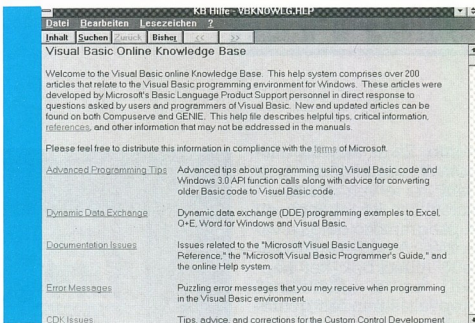 KB Hilfe - VBKNOWLG.HLP
Datei Bearbeiten Lesezeichen ?
Inhalt Suchen Zurück Bisher << >>
Visual Basic Online Knowledge Base
Welcome to the Visual Basic online Knowledge Base. This help system comprises over 200
articles that relate to the Visual Basic programming environment for Windows. These articles were
developed by Microsoft's Basic Language Product Support personnel in direct response to
questions asked by users and programmers of Visual Basic. New and updated articles can be
found on both Compuserve and GENIE. This help file describes helpful tips, critical information,
references, and other information that may not be addressed in the manuals.
Please feel free to distribute this information in compliance with the terms of Microsoft.
Advanced Programming Tips Advanced tips about programming using Visual Basic code and
Windows 3.0 API function calls along with advice for converting
older Basic code to Visual Basic code.
Dynamic Data Exchange Dynamic data exchange (DDE) programming examples to Excel,
Q+E, Word for Windows and Visual Basic.
Documentation Issues Issues related to the "Microsoft Visual Basic Language
Reference," the "Microsoft Visual Basic Programmer's Guide," and
the online Help system.
Error Messages Puzzling error messages that you may receive when programming
in the Visual Basic environment.
CDK Issues Tips, advice, and corrections for the Custom Control Development